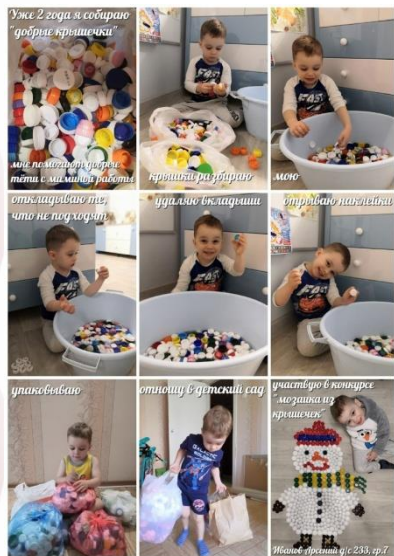 Уже 2 года я собираю
"добрые крышечки"
мне помогают добрые
тёти с маминой работы
крышки разбираю
мою
откладываю те,
что не подходят
удаляю вкладыши
отрываю наклейки
упаковываю
отношу в детский сад
участвую в конкурсе
"мозаика из
крышечек"
Иванов Арсений д/с 233, гр.7